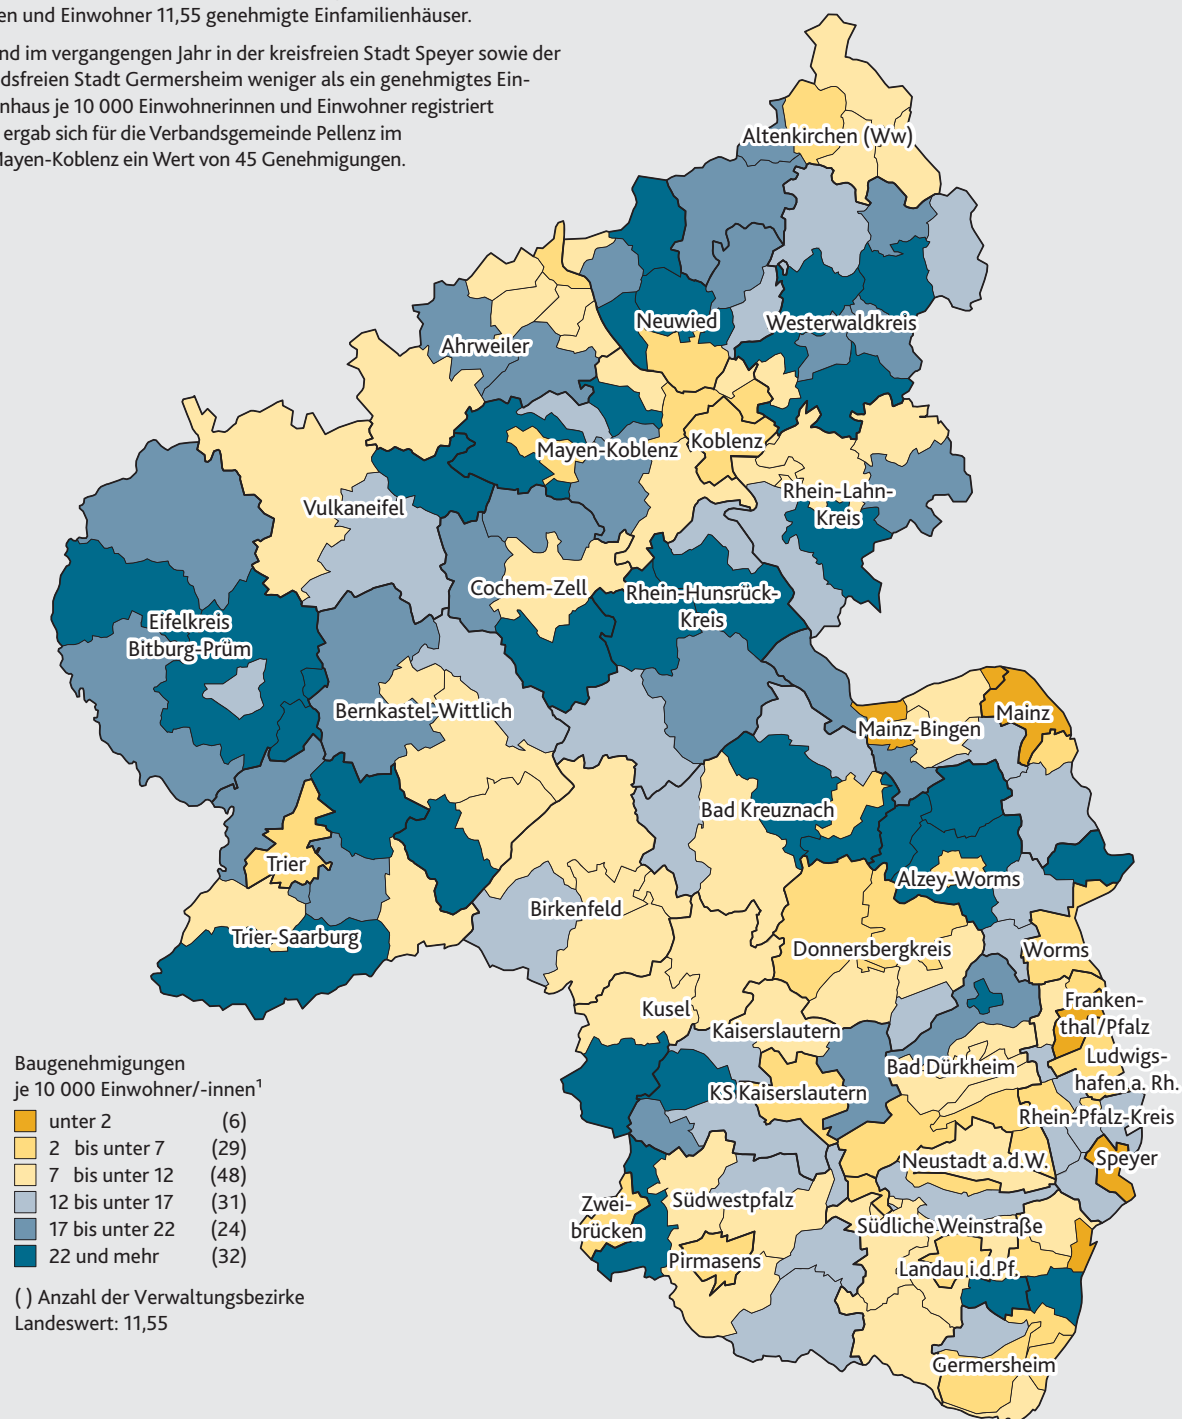 en und Einwohner 11,55 genehmigte Einfamilienhäuser.
nd im vergangengen Jahr in der kreisfreien Stadt Speyer sowie der
dsfreien Stadt Germersheim weniger als ein genehmigtes Ein-
enhaus je 10 000 Einwohnerinnen und Einwohner registriert
ergab sich für die Verbandsgemeinde Pellenz im
Mayen-Koblenz ein Wert von 45 Genehmigungen.
Altenkirchen (Ww)
Neuwied
Westerwaldkreis
Ahrweiler
Mayen-Koblenz
Koblenz
Rhein-Lahn-
Kreis
Vulkaneifel
Cochem-Zell
Rhein-Hunsrück-
Kreis
Eifelkreis
Bitburg-Prüm
Bernkastel-Wittlich
Mainz
Mainz-Bingen
Bad Kreuznach
Trier
Alzey-Worms
Birkenfeld
Trier-Saarburg
Donnersbergkreis
Worms
Kusel
Kaiserslautern
Franken-
thal/Pfalz
Bad Dürkheim
Ludwigs-
hafen a. Rh.
KS Kaiserslautern
Rhein-Pfalz-Kreis
Neustadt a.d.W.
Speyer
Zwei-
brücken
Südwestpfalz
Südliche Weinstraße
Pirmasens
Landau i.d.Pf.
Germersheim
Baugenehmigungen
je 10 000 Einwohner/-innen¹
unter 2 (6)
2 bis unter 7 (29)
7 bis unter 12 (48)
12 bis unter 17 (31)
17 bis unter 22 (24)
22 und mehr (32)
( ) Anzahl der Verwaltungsbezirke
Landeswert: 11,55